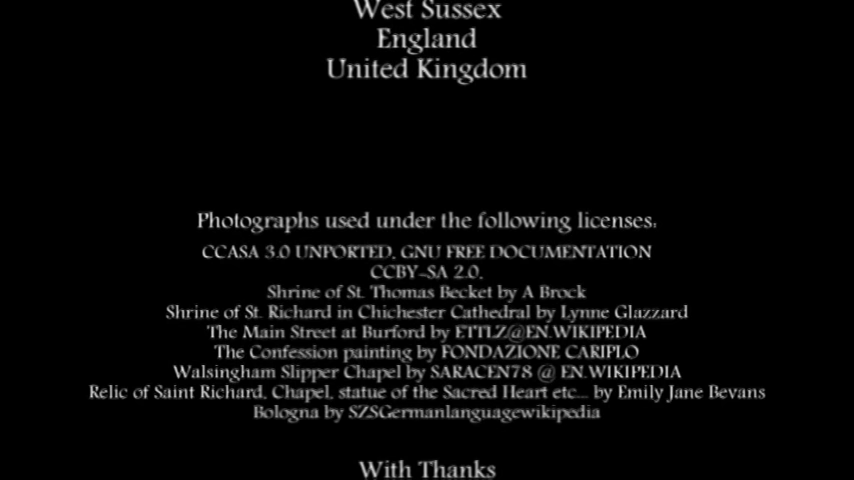 West Sussex
England
United Kingdom
Photographs used under the following licenses:
CCASA 3.0 UNPORTED, GNU FREE DOCUMENTATION
CCBY-SA 2.0,
Shrine of St. Thomas Becket by A Brock
Shrine of St. Richard in Chichester Cathedral by Lynne Glazzard
The Main Street at Burford by ETTLZ@EN.WIKIPEDIA
The Confession painting by FONDAZIONE CARIPLO
Walsingham Slipper Chapel by SARACEN78 @ EN.WIKIPEDIA
Relic of Saint Richard, Chapel, statue of the Sacred Heart etc... by Emily Jane Bevans
Bologna by SZSGermanlanguagewikipedia
With Thanks